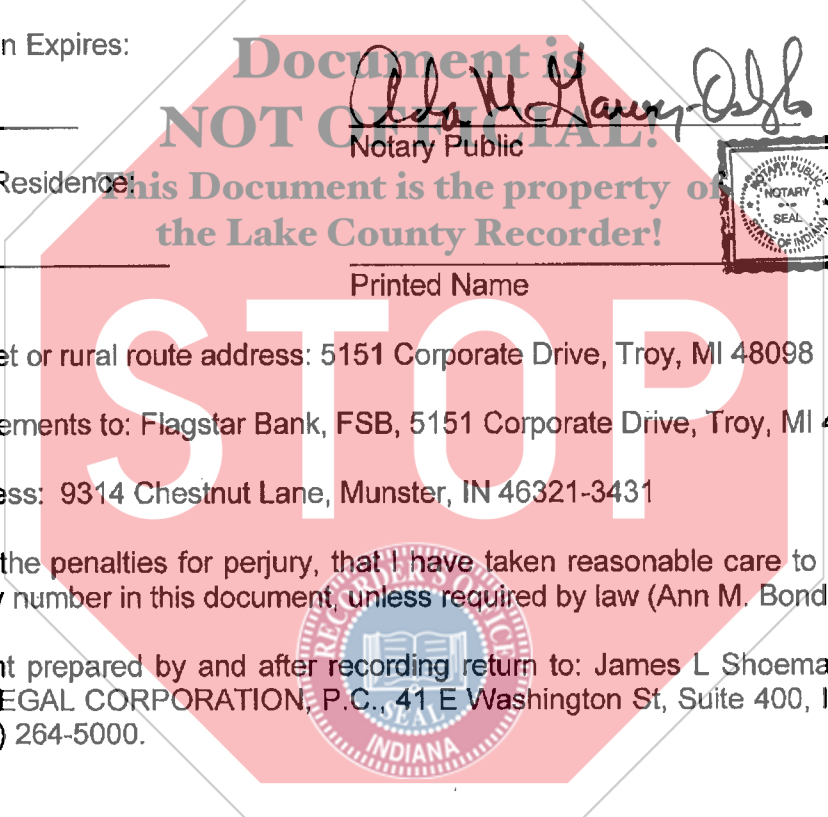 n Expires:
Document is
NOT OFFICIAL!
Notary Public
Residence:
This Document is the property of
the Lake County Recorder!
NOTARY PUBLIC
NOTARY
SEAL
STATE OF INDIANA
Printed Name
STOP
et or rural route address: 5151 Corporate Drive, Troy, MI 48098
ements to: Flagstar Bank, FSB, 5151 Corporate Drive, Troy, MI 4
ess: 9314 Chestnut Lane, Munster, IN 46321-3431
the penalties for perjury, that I have taken reasonable care to
y number in this document, unless required by law (Ann M. Bond
RECORDER'S OFFICE
nt prepared by and after recording return to: James L Shoema
EGAL CORPORATION, P.C., 41 E Washington St, Suite 400, I
SEAL
) 264-5000.
INDIANA